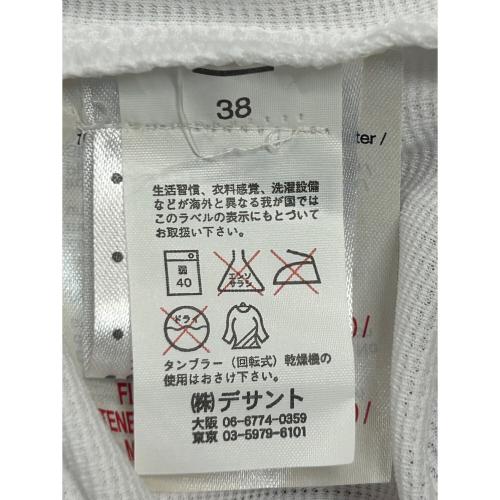 38
ter /
生活習慣、衣料感覚、洗濯設備
などが海外と異なる我が国では
このラベルの表示にもとづいて
お取扱い下さい。
弱
40
エンソ
サラシ
ドライ
タンブラー（回転式）乾燥機の
使用はおさけ下さい。
(株)デサント
大阪 06-6774-0359
東京 03-5979-6101